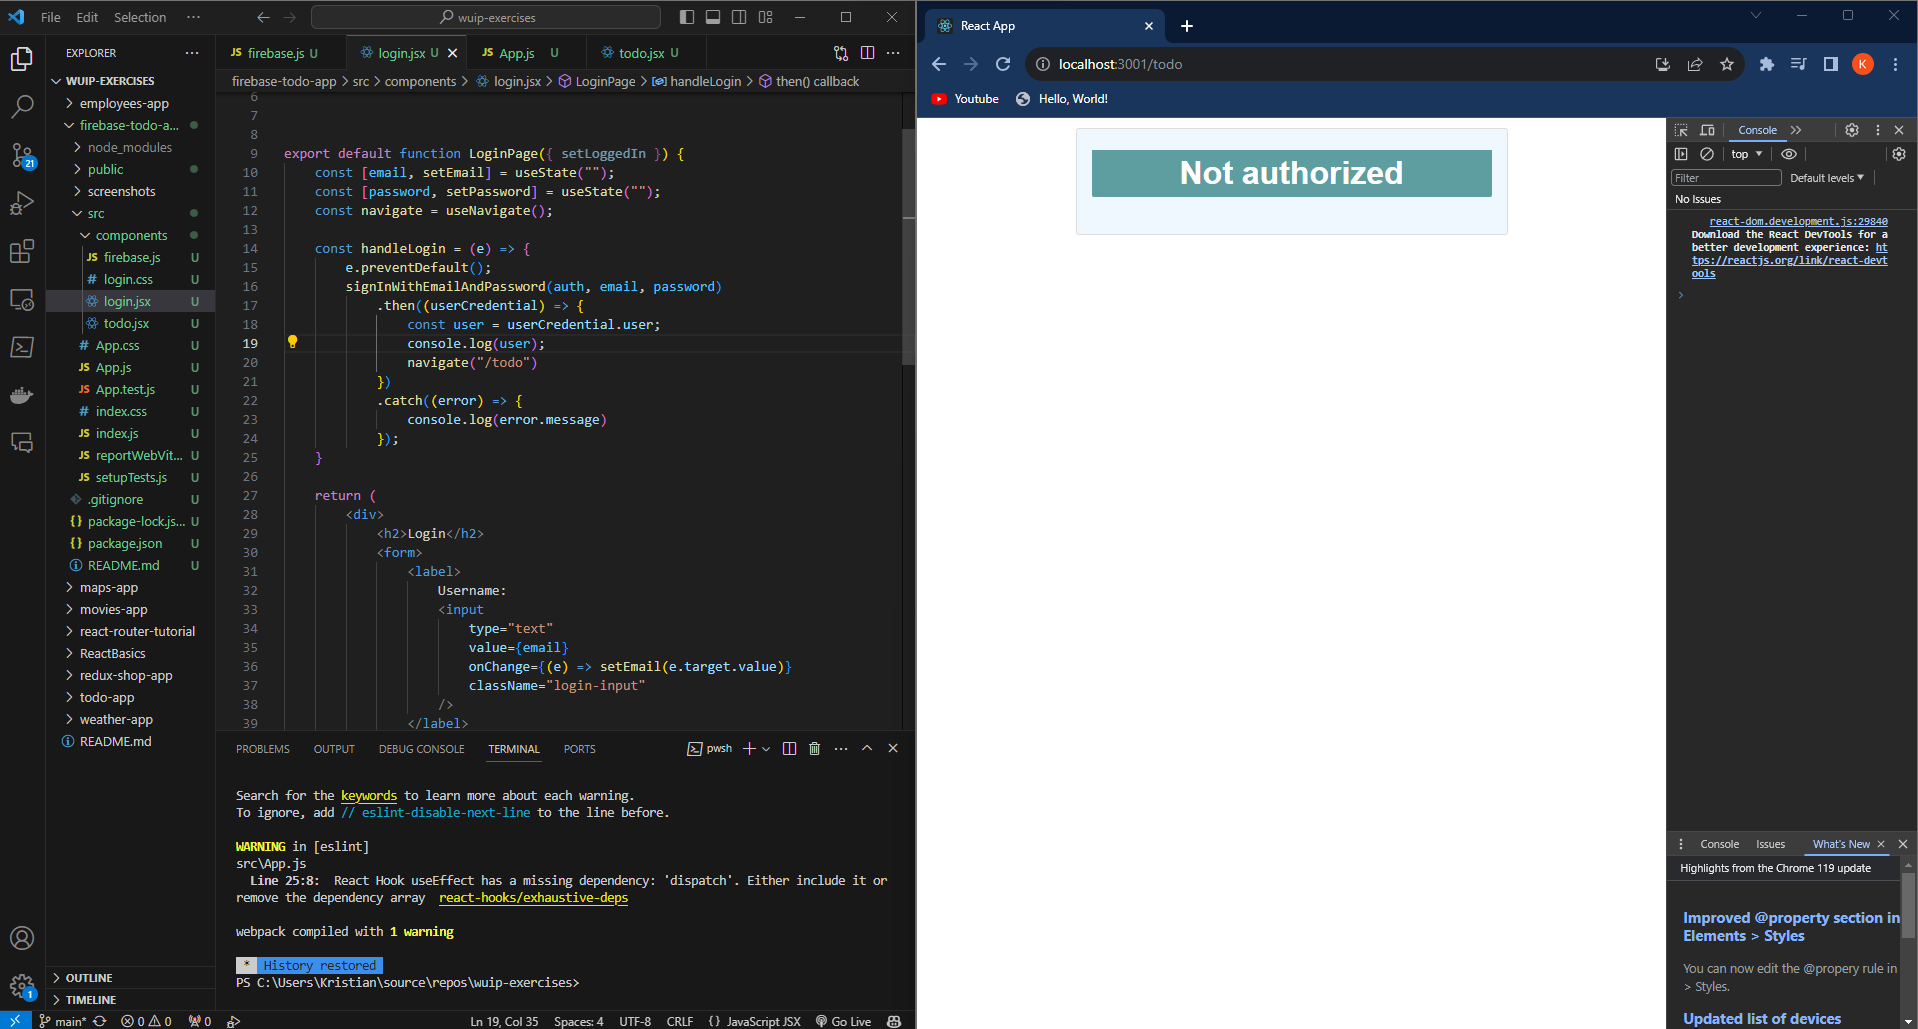 File Edit Selection ···
wuip-exercises
EXPLORER ···
WUIP-EXERCISES
employees-app
firebase-todo-a...
node_modules
public
screenshots
src
components
JS firebase.js U
# login.css U
login.jsx U
todo.jsx U
# App.css U
JS App.js U
JS App.test.js U
# index.css U
JS index.js U
JS reportWebVit... U
JS setupTests.js U
.gitignore U
{} package-lock.js... U
{} package.json U
README.md U
maps-app
movies-app
react-router-tutorial
ReactBasics
redux-shop-app
todo-app
weather-app
README.md
OUTLINE
TIMELINE
21
1
JS firebase.js U
login.jsx U
JS App.js U
todo.jsx U
firebase-todo-app > src > components > login.jsx > LoginPage > handleLogin > then() callback
6
7
8
9 export default function LoginPage({ setLoggedIn }) {
10 const [email, setEmail] = useState("");
11 const [password, setPassword] = useState("");
12 const navigate = useNavigate();
13
14 const handleLogin = (e) => {
15 e.preventDefault();
16 signInWithEmailAndPassword(auth, email, password)
17 .then((userCredential) => {
18 const user = userCredential.user;
19 console.log(user);
20 navigate("/todo")
21 })
22 .catch((error) => {
23 console.log(error.message)
24 });
25 }
26
27 return (
28 <div>
29 <h2>Login</h2>
30 <form>
31 <label>
32 Username:
33 <input
34 type="text"
35 value={email}
36 onChange={(e) => setEmail(e.target.value)}
37 className="login-input"
38 />
39 </label>
PROBLEMS OUTPUT DEBUG CONSOLE TERMINAL PORTS
pwsh
Search for the keywords to learn more about each warning.
To ignore, add // eslint-disable-next-line to the line before.
WARNING in [eslint]
src\App.js
Line 25:8: React Hook useEffect has a missing dependency: 'dispatch'. Either include it or
remove the dependency array react-hooks/exhaustive-deps
webpack compiled with 1 warning
* History restored
PS C:\Users\Kristian\source\repos\wuip-exercises>
main* 0 0 0
Ln 19, Col 35 Spaces: 4 UTF-8 CRLF {} JavaScript JSX Go Live
React App
localhost:3001/todo
K
Youtube Hello, World!
Not authorized
Console
top
Filter Default levels
No Issues
react-dom.development.js:29840
Download the React DevTools for a
better development experience: ht
tps://reactjs.org/link/react-devt
ools
Console Issues What's New
Highlights from the Chrome 119 update
Improved @property section in
Elements > Styles
You can now edit the @propery rule in
> Styles.
Updated list of devices